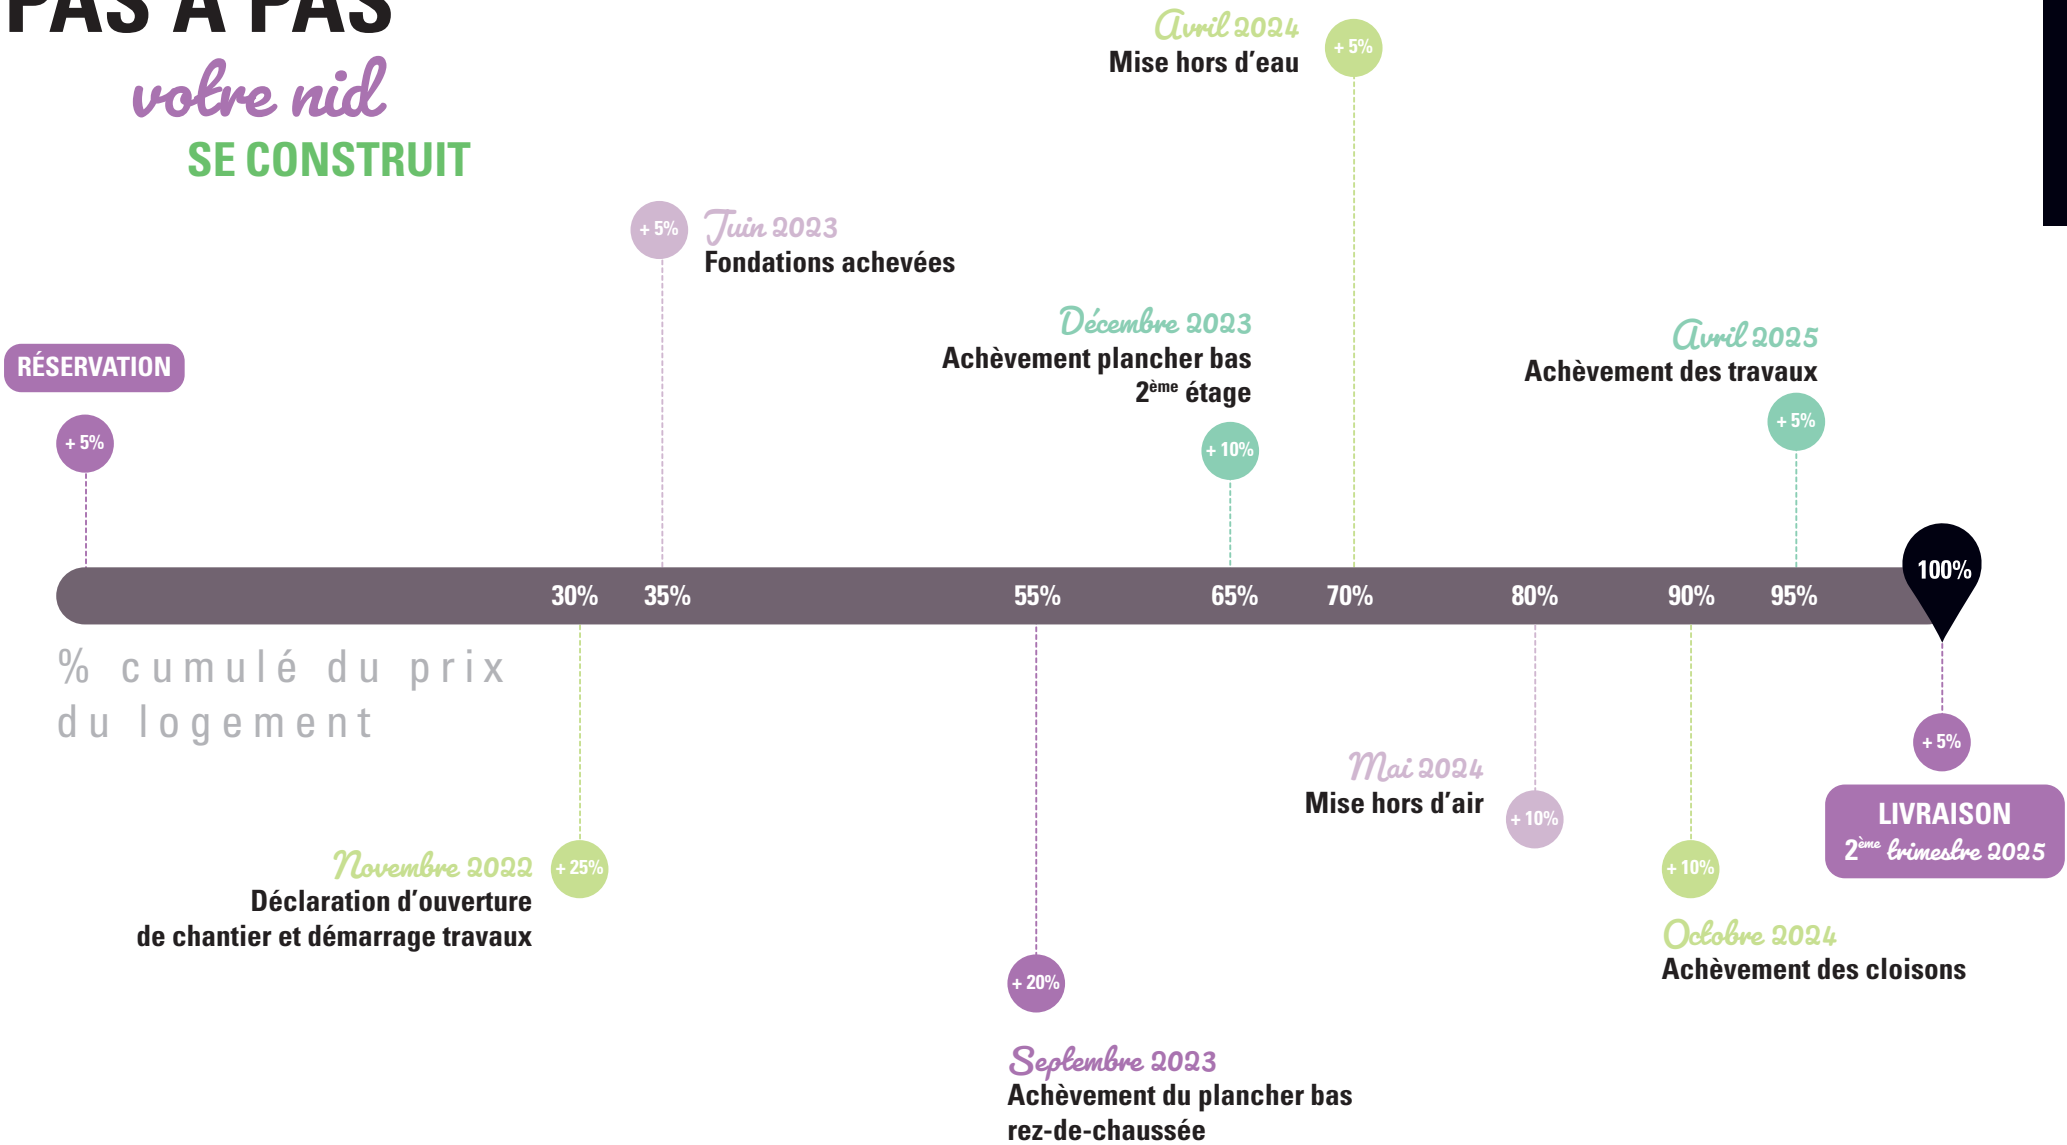 PAS À PAS
votre nid
SE CONSTRUIT
Avril 2024
Mise hors d’eau
+ 5%
+ 5%
Juin 2023
Fondations achevées
Décembre 2023
Achèvement plancher bas
2ème étage
+ 10%
Avril 2025
Achèvement des travaux
+ 5%
RÉSERVATION
+ 5%
30%
35%
55%
65%
70%
80%
90%
95%
100%
% cumulé du prix
du logement
+ 5%
LIVRAISON
2ème trimestre 2025
Mai 2024
Mise hors d’air
+ 10%
Novembre 2022
Déclaration d’ouverture
de chantier et démarrage travaux
+ 25%
+ 10%
Octobre 2024
Achèvement des cloisons
+ 20%
Septembre 2023
Achèvement du plancher bas
rez-de-chaussée